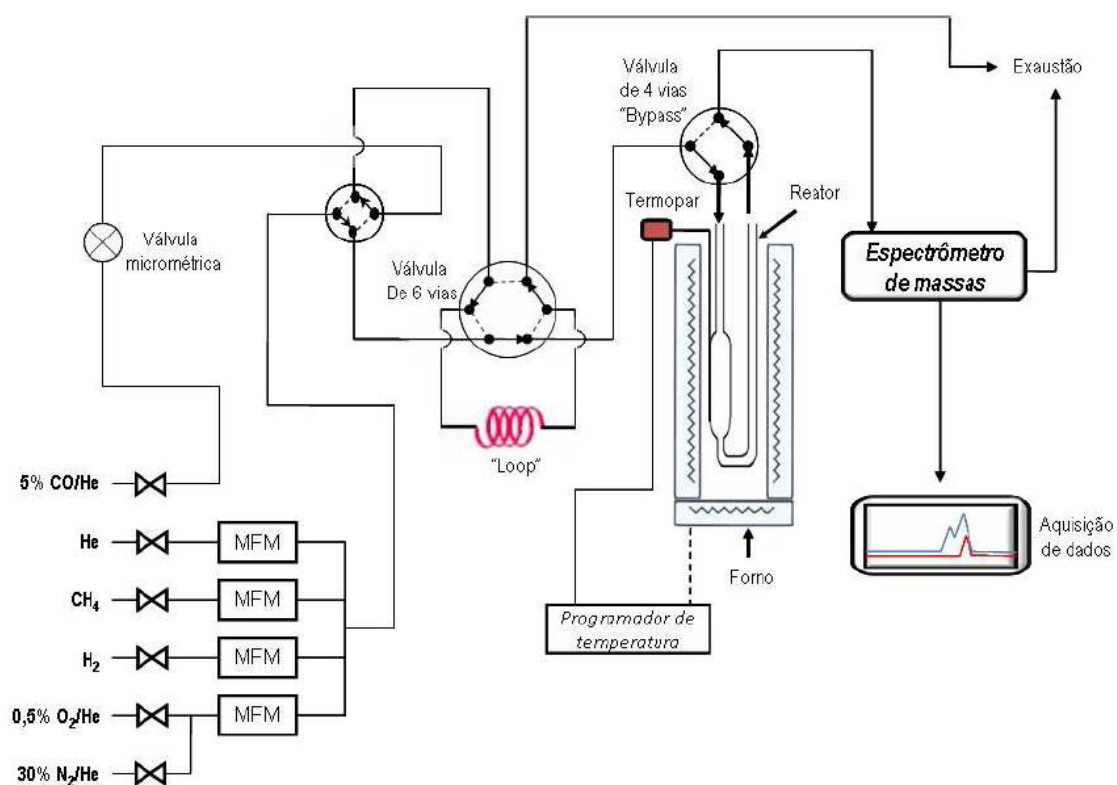 Válvula
de 4 vias
"Bypass"
Exaustão
Termopar
Reator
Válvula
micrométrica
Válvula
De 6 vias
Espectrômetro
de massas
"Loop"
5% CO/He
He
MFM
CH₄
MFM
H₂
MFM
0,5% O₂/He
MFM
30% N₂/He
Forno
Programador de
temperatura
Aquisição
de dados